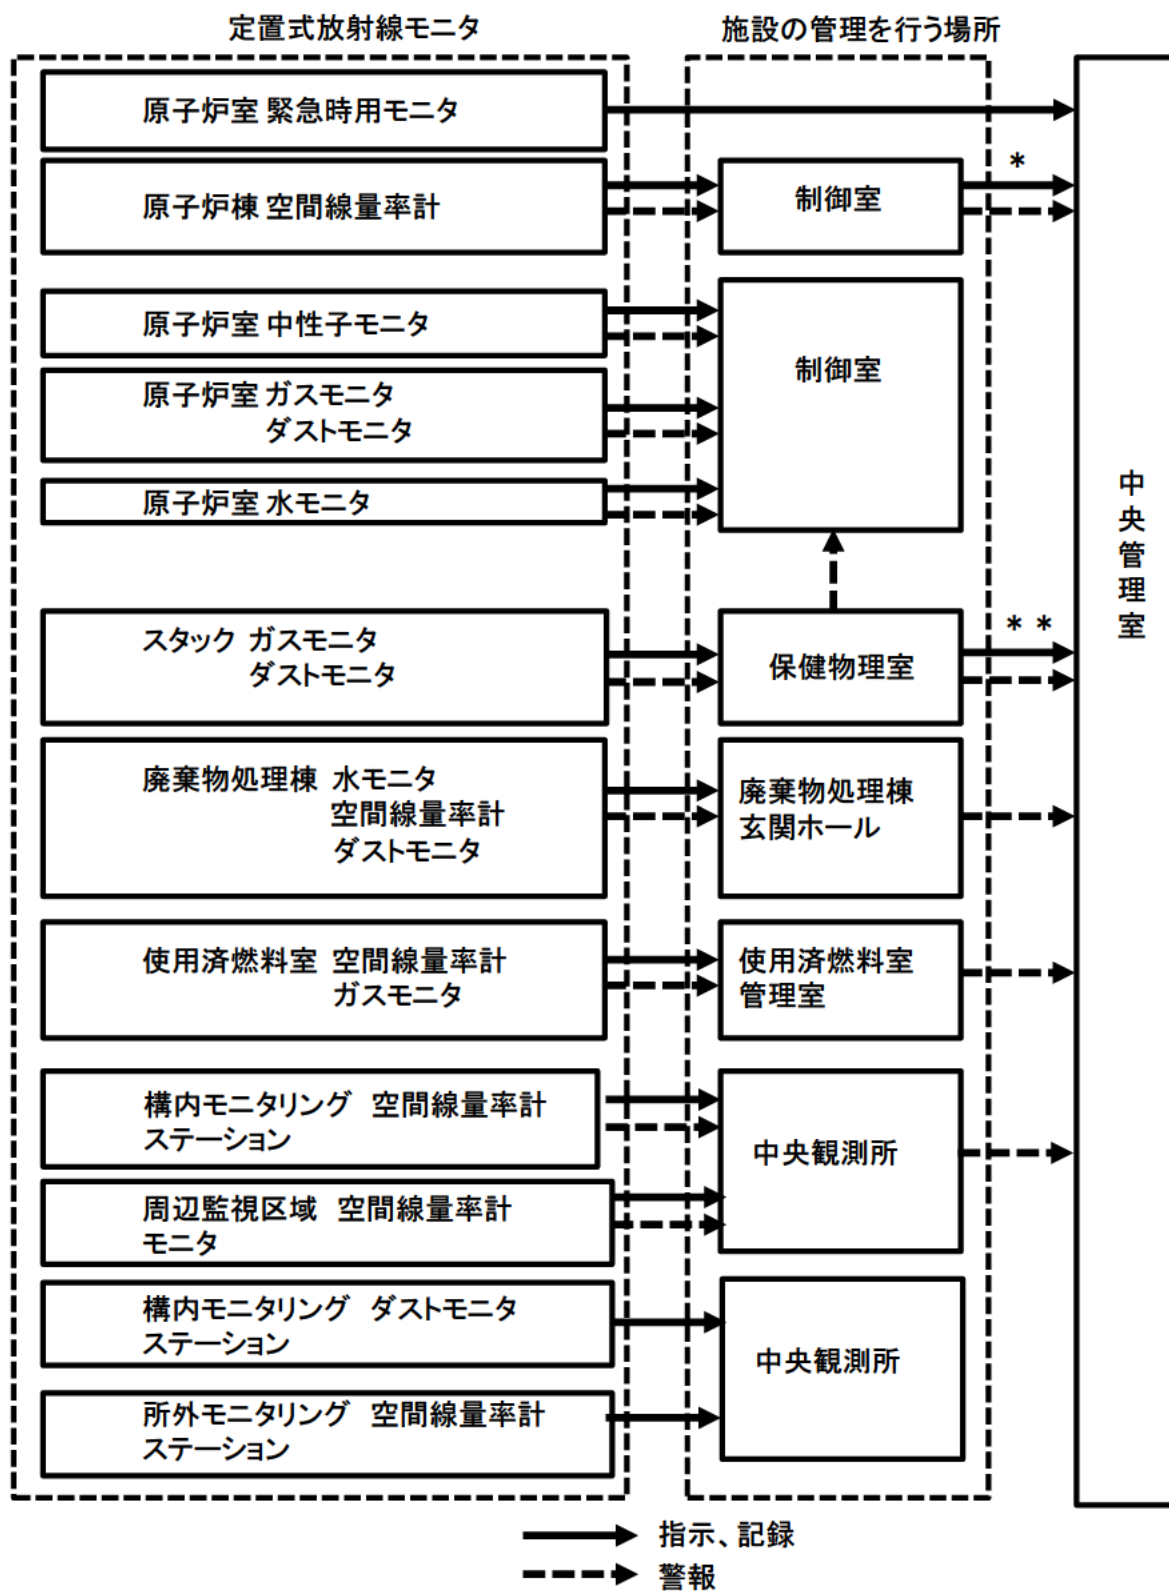 定置式放射線モニタ
施設の管理を行う場所
原子炉室 緊急時用モニタ
原子炉棟 空間線量率計
制御室
*
原子炉室 中性子モニタ
原子炉室 ガスモニタ
ダストモニタ
原子炉室 水モニタ
制御室
スタック ガスモニタ
ダストモニタ
保健物理室
* *
廃棄物処理棟 水モニタ
空間線量率計
ダストモニタ
廃棄物処理棟
玄関ホール
使用済燃料室 空間線量率計
ガスモニタ
使用済燃料室
管理室
構内モニタリング 空間線量率計
ステーション
周辺監視区域 空間線量率計
モニタ
中央観測所
構内モニタリング ダストモニタ
ステーション
所外モニタリング 空間線量率計
ステーション
中央観測所
中央管理室
指示、記録
警報